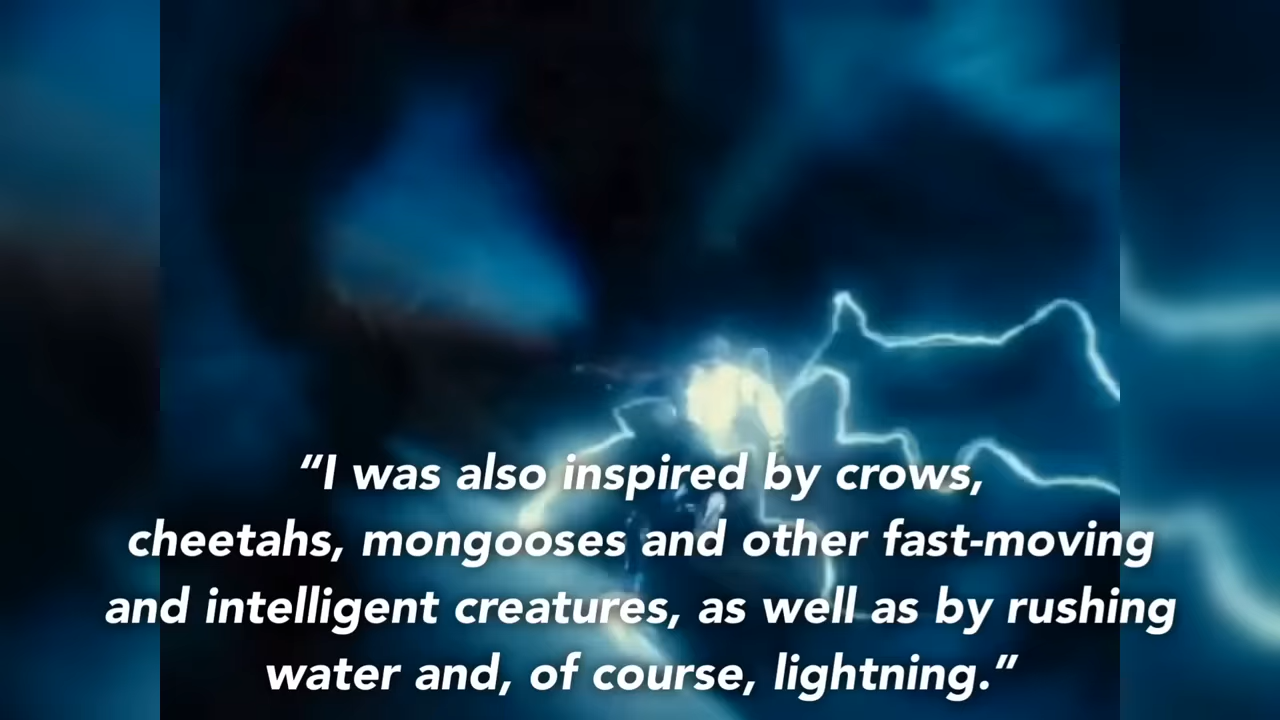 “I was also inspired by crows,
cheetahs, mongooses and other fast-moving
and intelligent creatures, as well as by rushing
water and, of course, lightning.”